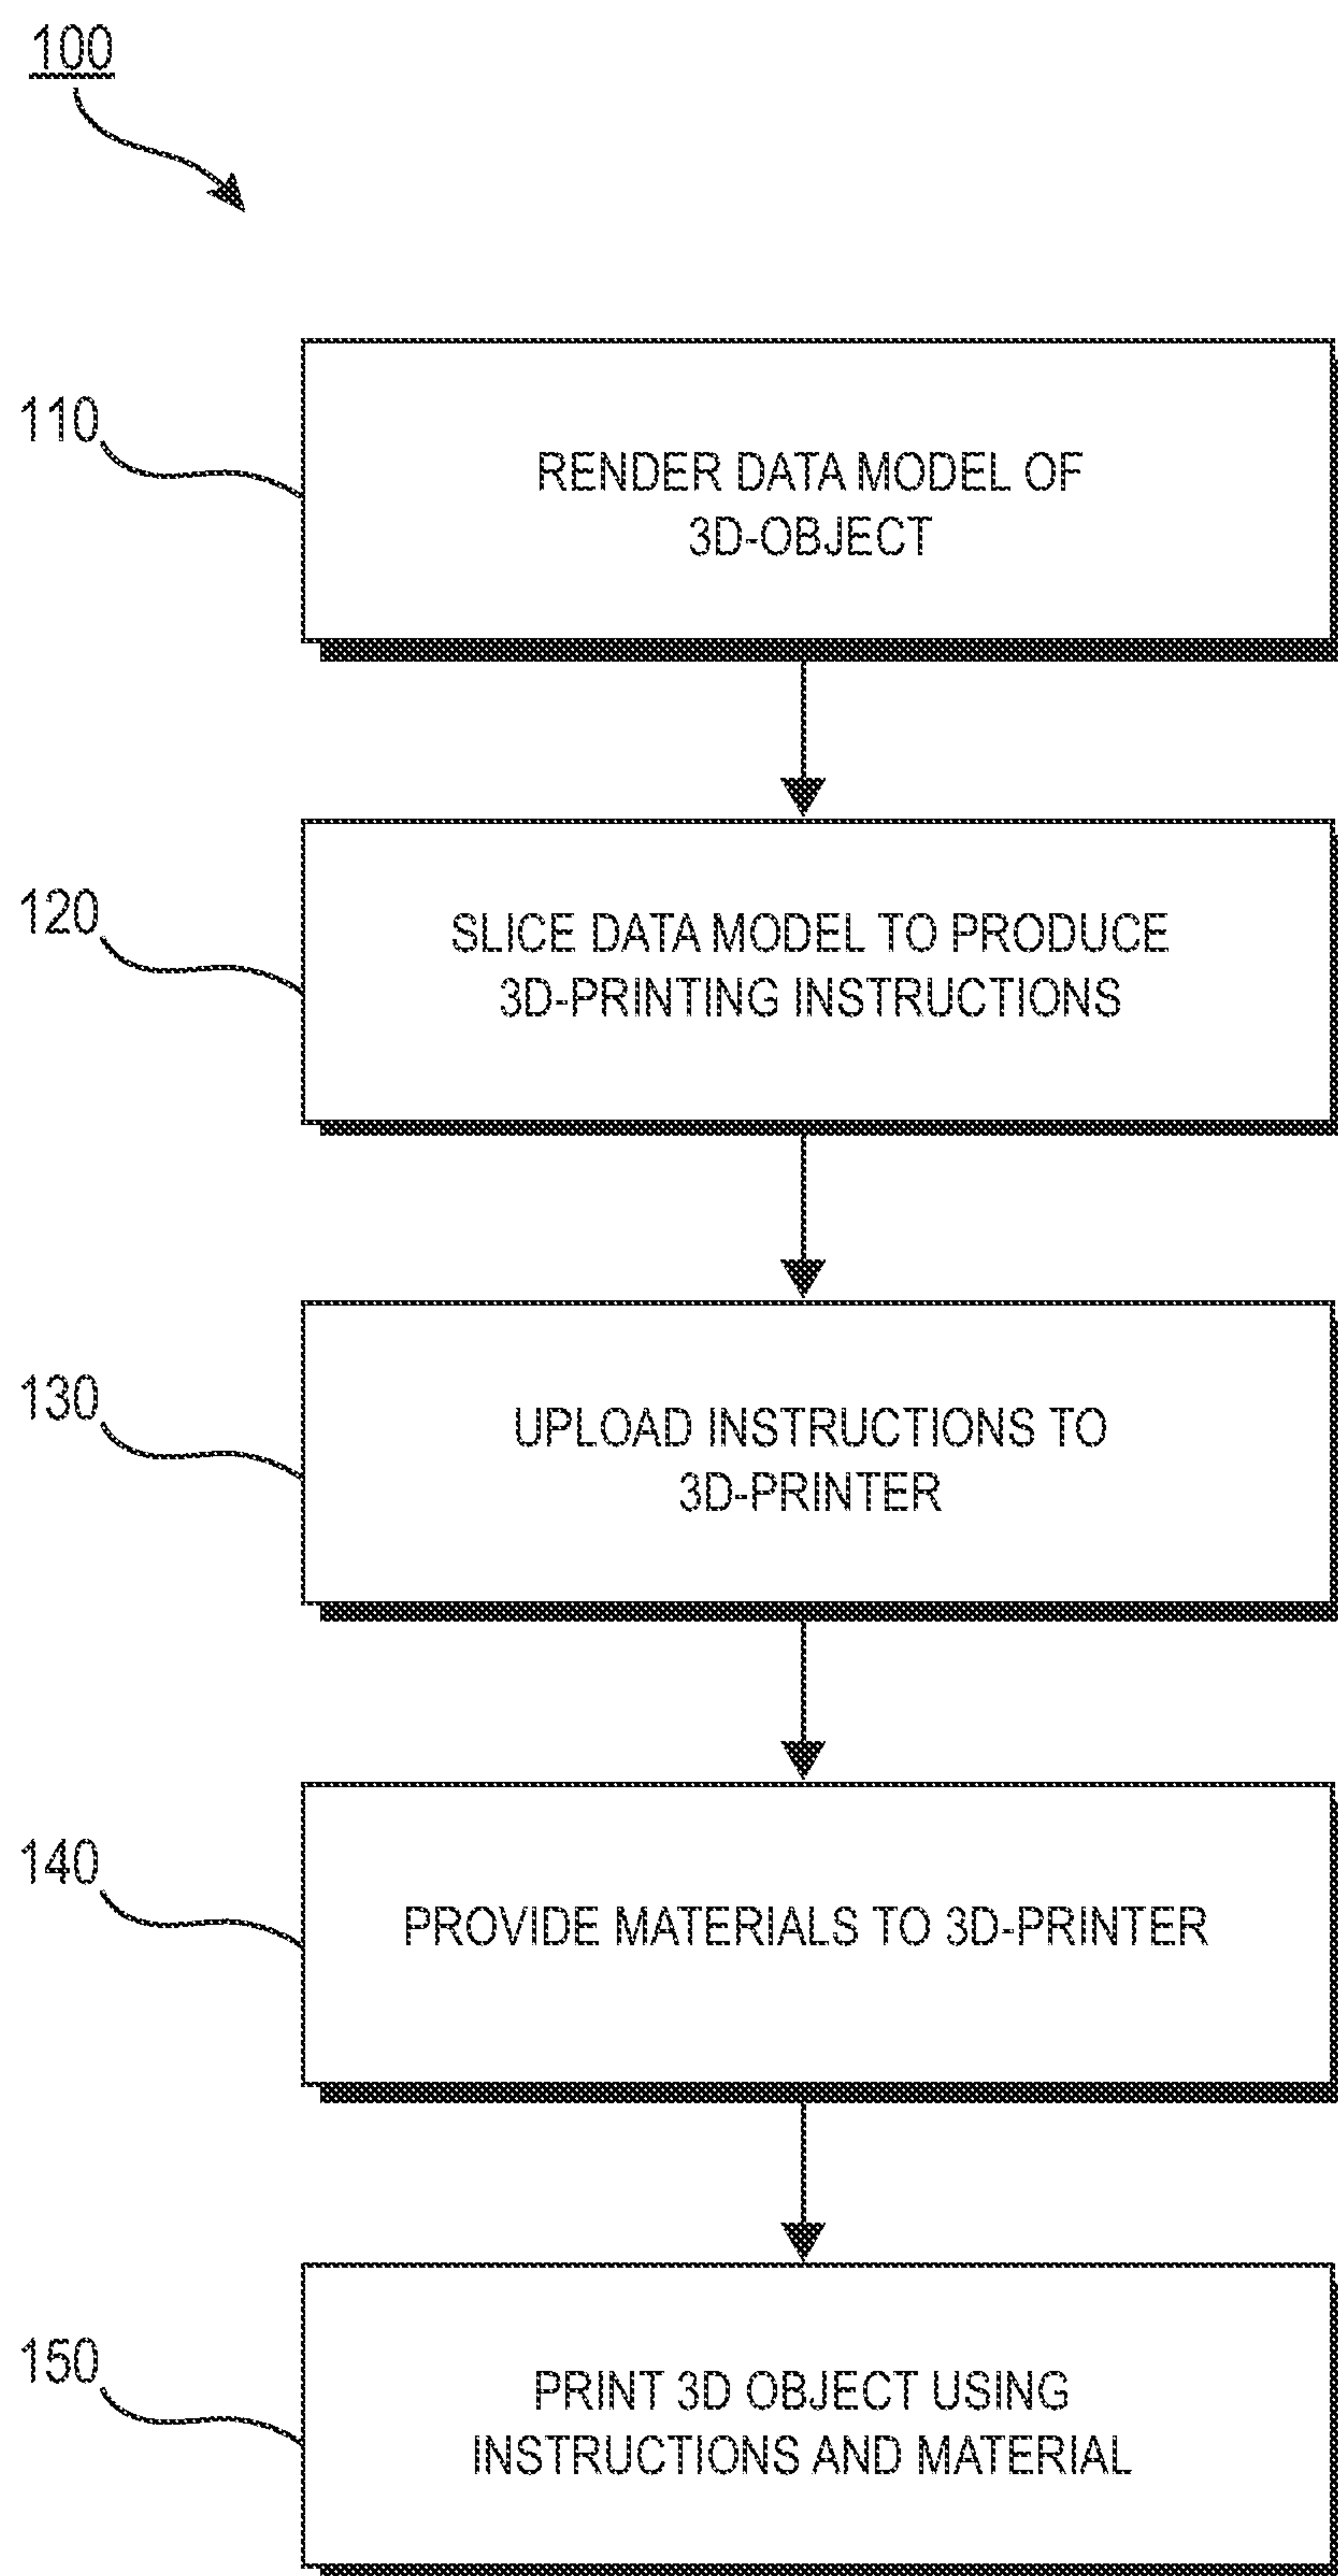 100
110
RENDER DATA MODEL OF
3D-OBJECT
120
SLICE DATA MODEL TO PRODUCE
3D-PRINTING INSTRUCTIONS
130
UPLOAD INSTRUCTIONS TO
3D-PRINTER
140
PROVIDE MATERIALS TO 3D-PRINTER
150
PRINT 3D OBJECT USING
INSTRUCTIONS AND MATERIAL